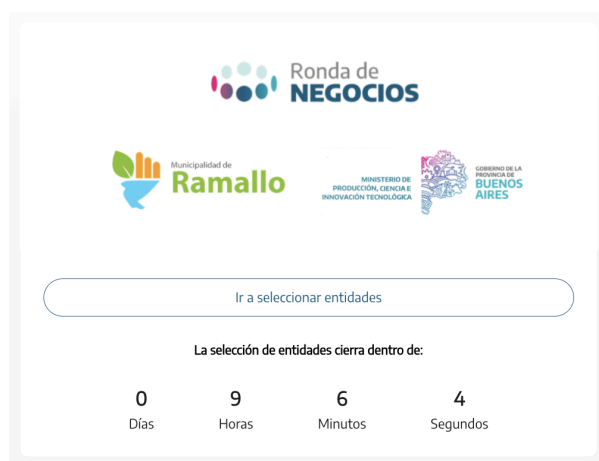 Ronda de
NEGOCIOS
Municipalidad de
Ramallo
MINISTERIO DE
PRODUCCIÓN, CIENCIA E
INNOVACIÓN TECNOLÓGICA
GOBIERNO DE LA
PROVINCIA DE
BUENOS
AIRES
Ir a seleccionar entidades
La selección de entidades cierra dentro de:
0 9 6 4
Días Horas Minutos Segundos